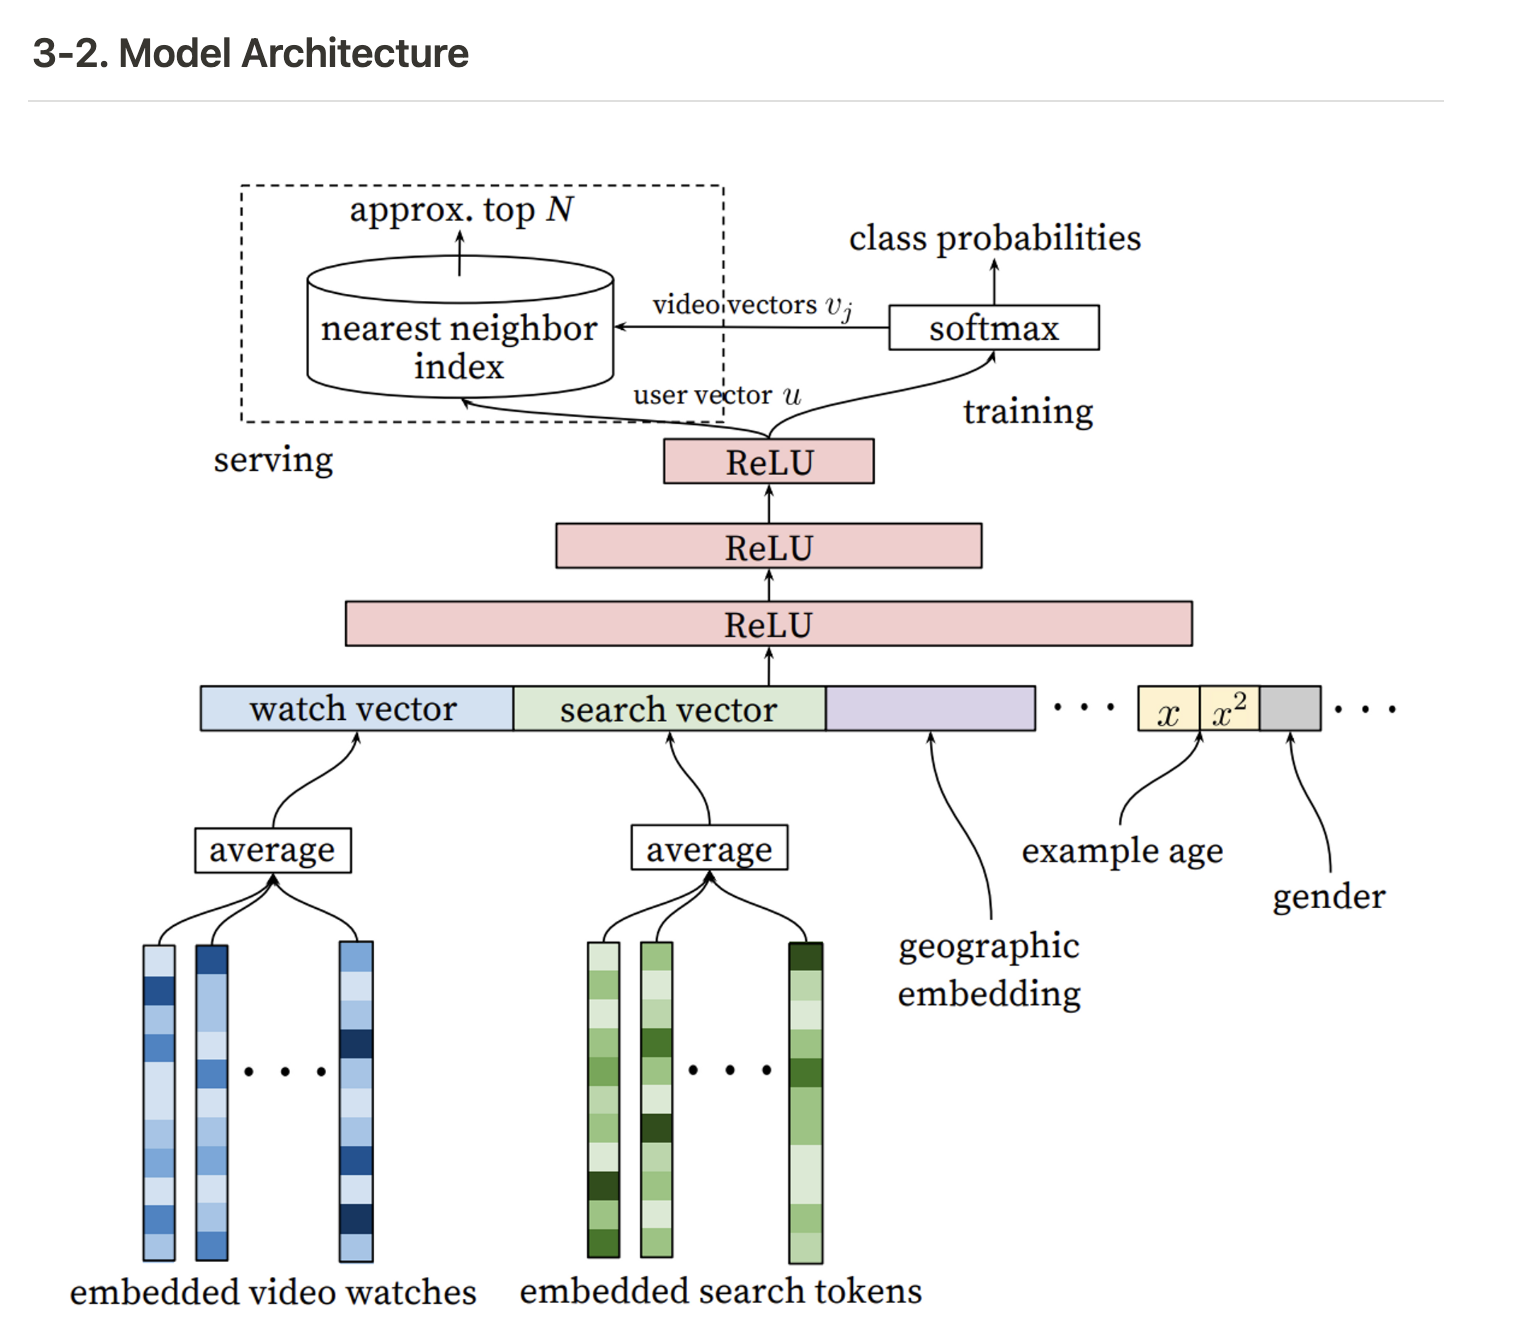 3-2. Model Architecture
approx. top N
class probabilities
video vectors v_j
nearest neighbor
index
softmax
user vector u
training
serving
ReLU
ReLU
ReLU
watch vector
search vector
x
x²
average
average
example age
gender
geographic
embedding
embedded video watches
embedded search tokens